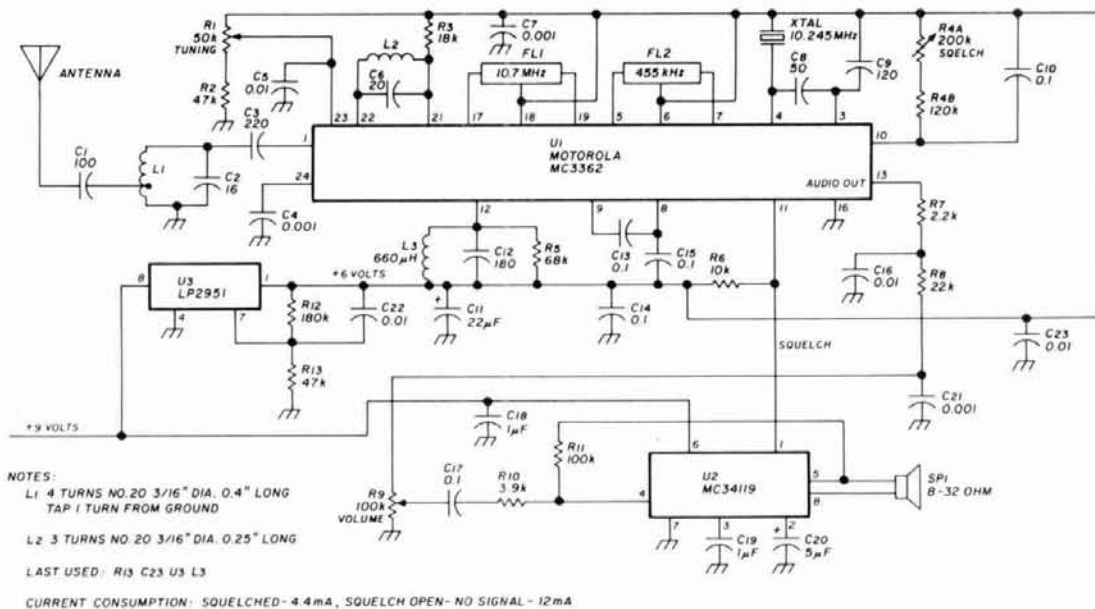 R1
50k
TUNING
R2
47k
ANTENNA
C1
100
L1
C2
16
C3
220
C4
0.001
C5
0.01
L2
C6
20
R3
18k
C7
0.001
FL1
10.7 MHz
FL2
455 kHz
XTAL
10.245MHz
C8
50
C9
120
R4A
200k
SQELCH
R4B
120k
C10
0.1
1
24
23
22
21
17
18
19
5
6
7
4
3
10
13
16
11
8
9
12
U1
MOTOROLA
MC3362
AUDIO OUT
R7
2.2k
C16
0.01
R8
22k
C23
0.01
C21
0.001
8
U3
LP2951
1
4
7
+6 VOLTS
R12
180k
R13
47k
C22
0.01
L3
660µH
C12
180
R5
68k
+
C11
22µF
C13
0.1
C15
0.1
C14
0.1
R6
10k
SQUELCH
+9 VOLTS
C18
1µF
R11
100k
R9
100k
VOLUME
C17
0.1
R10
3.9k
6
1
4
U2
MC34119
5
8
7
3
2
C19
1µF
+
C20
5µF
SP1
8-32 OHM
NOTES:
L1 4 TURNS NO.20 3/16" DIA. 0.4" LONG
TAP 1 TURN FROM GROUND
L2 3 TURNS NO.20 3/16" DIA. 0.25" LONG
LAST USED: R13 C23 U3 L3
CURRENT CONSUMPTION: SQUELCHED-4.4mA, SQUELCH OPEN-NO SIGNAL-12mA